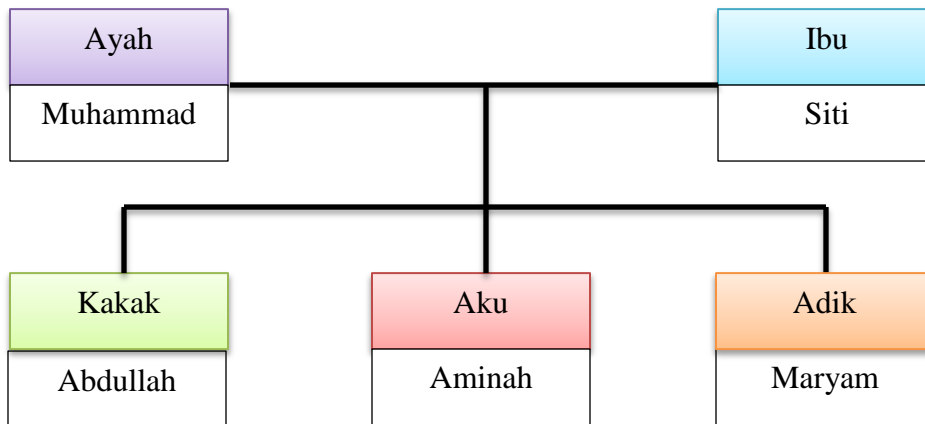 Ayah
Ibu
Muhammad
Siti
Kakak
Aku
Adik
Abdullah
Aminah
Maryam